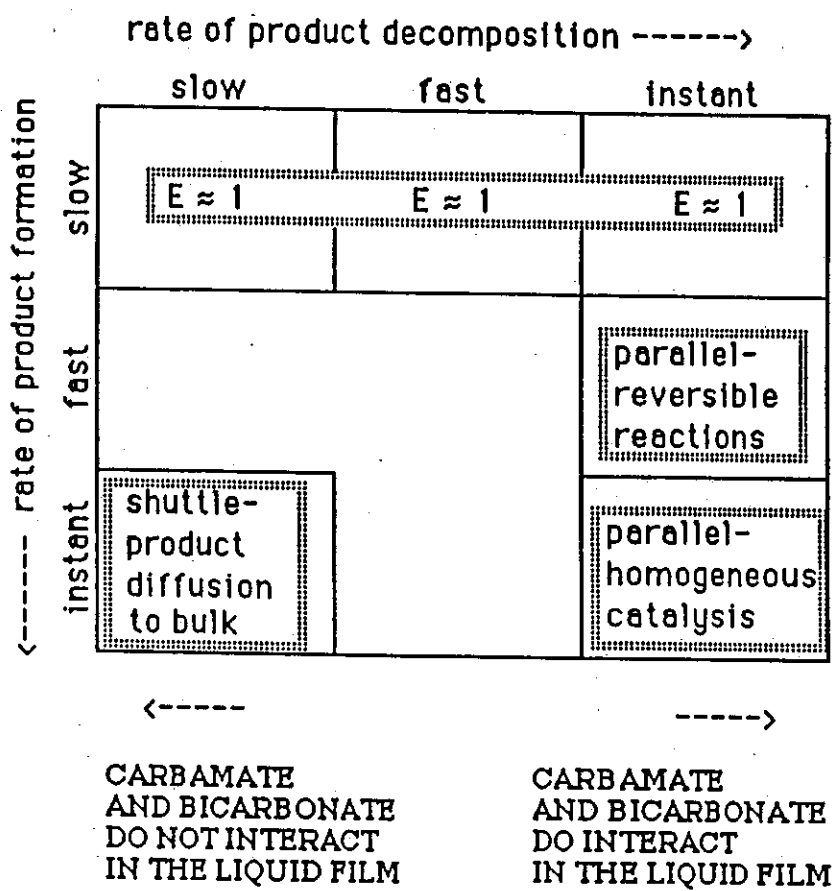 rate of product decomposition ------>
slow fast instant
<------ rate of product formation
slow
E ≈ 1 E ≈ 1 E ≈ 1
fast
parallel-
reversible
reactions
instant
shuttle-
product
diffusion
to bulk
parallel-
homogeneous
catalysis
<-----
----->
CARBAMATE
AND BICARBONATE
DO NOT INTERACT
IN THE LIQUID FILM
CARBAMATE
AND BICARBONATE
DO INTERACT
IN THE LIQUID FILM